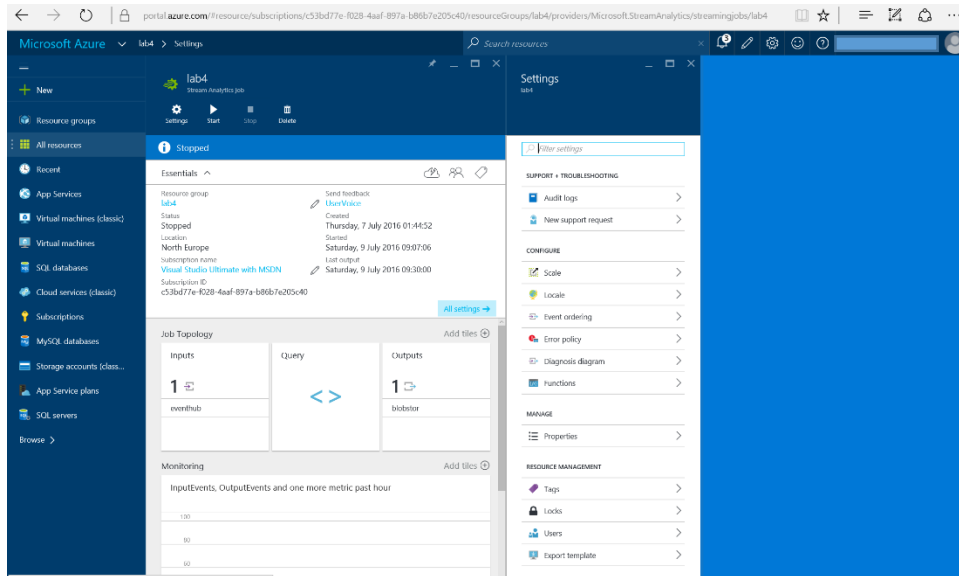 portal.azure.com/#resource/subscriptions/c53bd77e-f028-4aaf-897a-b86b7e205c40/resourceGroups/lab4/providers/Microsoft.StreamAnalytics/streamingjobs/lab4
Microsoft Azure lab4 > Settings
Search resources
3
New
Resource groups
All resources
Recent
App Services
Virtual machines (classic)
Virtual machines
SQL databases
Cloud services (classic)
Subscriptions
MySQL databases
Storage accounts (class...
App Service plans
SQL servers
Browse >
lab4
Stream Analytics job
Settings Start Stop Delete
Stopped
Essentials
Resource group
lab4
Status
Stopped
Location
North Europe
Subscription name
Visual Studio Ultimate with MSDN
Subscription ID
c53bd77e-f028-4aaf-897a-b86b7e205c40
Send feedback
UserVoice
Created
Thursday, 7 July 2016 01:44:52
Started
Saturday, 9 July 2016 09:07:06
Last output
Saturday, 9 July 2016 09:30:00
All settings →
Job Topology Add tiles
Inputs
1
eventhub
Query
< >
Outputs
1
blobstor
Monitoring Add tiles
InputEvents, OutputEvents and one more metric past hour
100
Settings
lab4
Filter settings
SUPPORT + TROUBLESHOOTING
Audit logs
New support request
CONFIGURE
Scale
Locale
Event ordering
Error policy
Diagnosis diagram
Functions
MANAGE
Properties
RESOURCE MANAGEMENT
Tags
Locks
Users
Export template